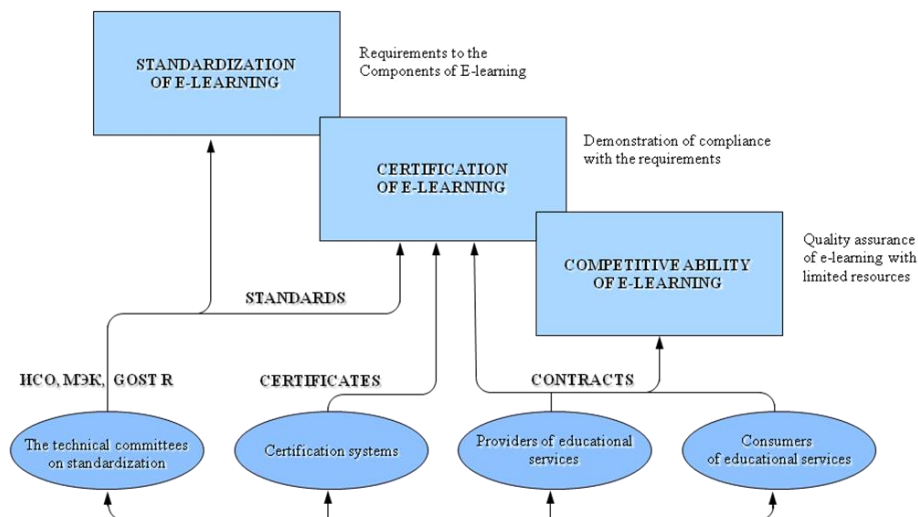 STANDARDIZATION
OF E-LEARNING
Requirements to the
Components of E-learning
CERTIFICATION
OF E-LEARNING
Demonstration of compliance
with the requirements
COMPETITIVE ABILITY
OF E-LEARNING
Quality assurance
of e-learning with
limited resources
STANDARDS
ИСО, МЭК, GOST R
CERTIFICATES
CONTRACTS
The technical committees
on standardization
Certification systems
Providers of educational
services
Consumers
of educational services